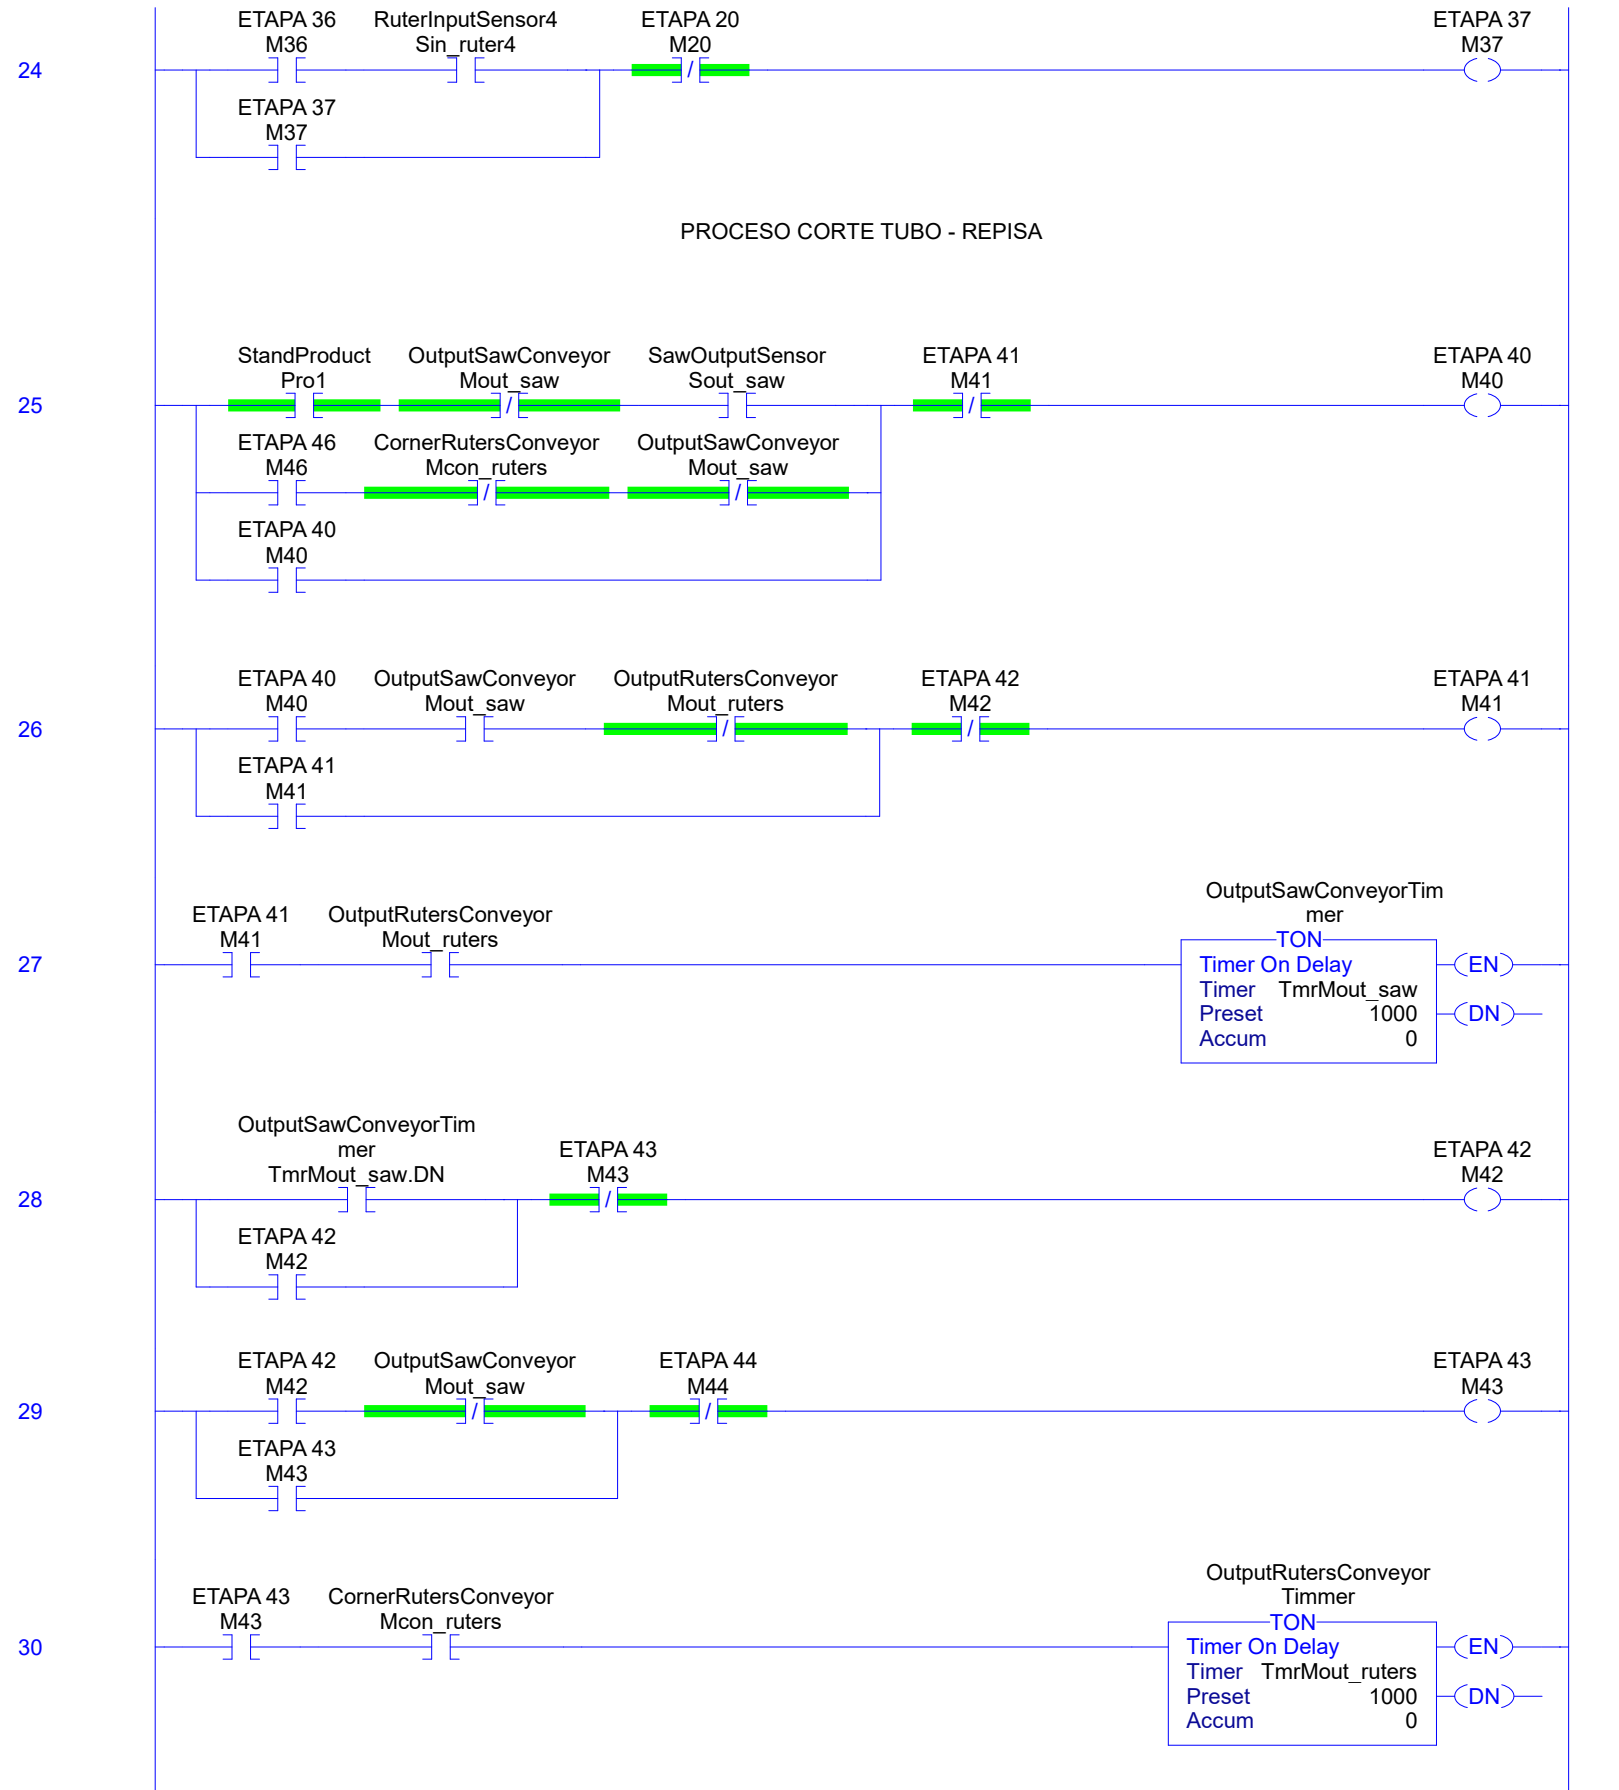 ETAPA 36 RuterInputSensor4 ETAPA 20 ETAPA 37
M36 Sin_ruter4 M20 M37
24
ETAPA 37
M37
PROCESO CORTE TUBO - REPISA
StandProduct OutputSawConveyor SawOutputSensor ETAPA 41 ETAPA 40
Pro1 Mout_saw Sout_saw M41 M40
25
ETAPA 46 CornerRutersConveyor OutputSawConveyor
M46 Mcon_ruters Mout_saw
ETAPA 40
M40
ETAPA 40 OutputSawConveyor OutputRutersConveyor ETAPA 42 ETAPA 41
M40 Mout_saw Mout_ruters M42 M41
26
ETAPA 41
M41
OutputSawConveyorTim
mer
ETAPA 41 OutputRutersConveyor
M41 Mout_ruters TON
27 Timer On Delay EN
Timer TmrMout_saw
Preset 1000 DN
Accum 0
OutputSawConveyorTim
mer ETAPA 43 ETAPA 42
TmrMout_saw.DN M43 M42
28
ETAPA 42
M42
ETAPA 42 OutputSawConveyor ETAPA 44 ETAPA 43
M42 Mout_saw M44 M43
29
ETAPA 43
M43
OutputRutersConveyor
ETAPA 43 CornerRutersConveyor Timmer
M43 Mcon_ruters TON
30 Timer On Delay EN
Timer TmrMout_ruters
Preset 1000 DN
Accum 0